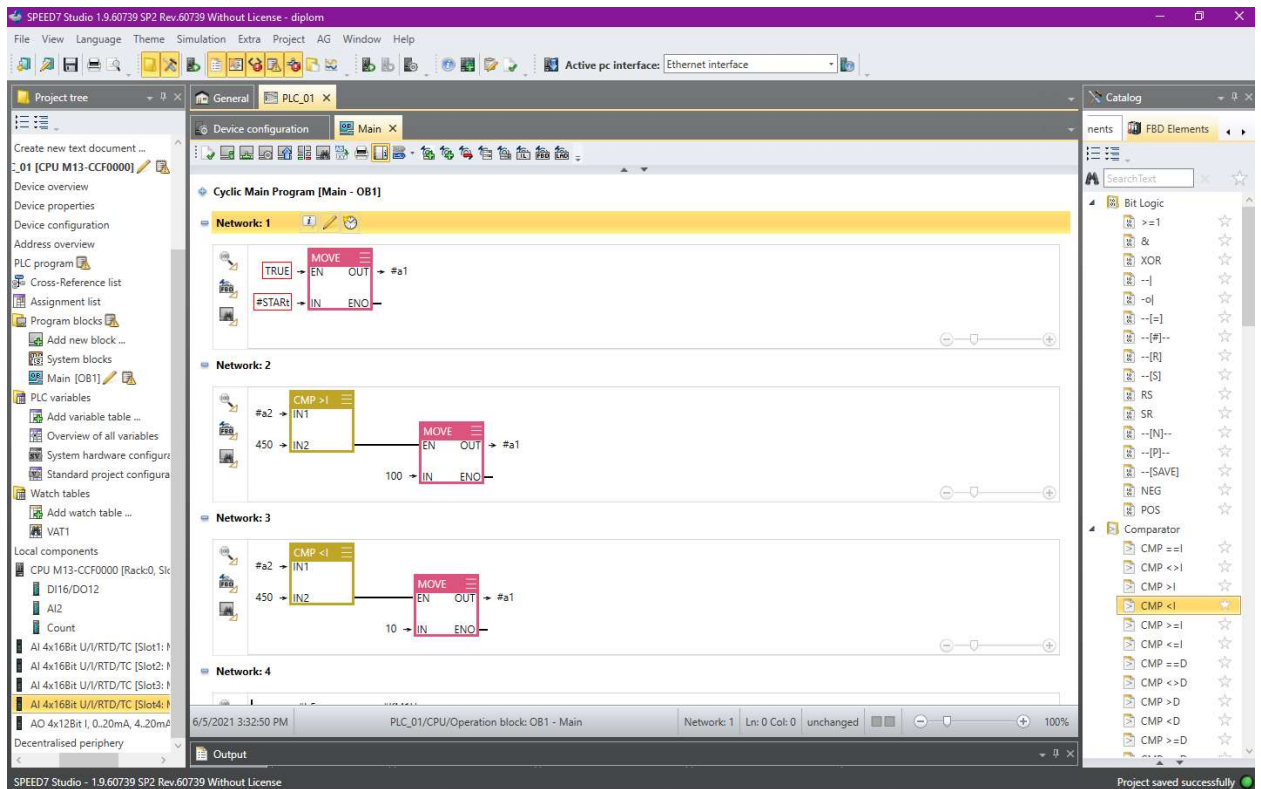 SPEED7 Studio 1.9.60739 SP2 Rev.60739 Without License - diplom
File View Language Theme Simulation Extra Project AG Window Help
Active pc interface: Ethernet interface
Project tree
Create new text document ...
_01 [CPU M13-CCF0000]
Device overview
Device properties
Device configuration
Address overview
PLC program
Cross-Reference list
Assignment list
Program blocks
Add new block ...
System blocks
Main [OB1]
PLC variables
Add variable table ...
Overview of all variables
System hardware configura
Standard project configura
Watch tables
Add watch table ...
VAT1
Local components
CPU M13-CCF0000 [Rack:0, Slo
DI16/DO12
AI2
Count
AI 4x16Bit U/I/RTD/TC [Slot1:
AI 4x16Bit U/I/RTD/TC [Slot2:
AI 4x16Bit U/I/RTD/TC [Slot3:
AI 4x16Bit U/I/RTD/TC [Slot4:
AO 4x12Bit I, 0..20mA, 4..20mA
Decentralised periphery
General PLC_01
Device configuration Main
Cyclic Main Program [Main - OB1]
Network: 1
MOVE
TRUE EN OUT #a1
#STARt IN ENO
Network: 2
CMP >I
#a2 IN1
450 IN2
MOVE
EN OUT #a1
100 IN ENO
Network: 3
CMP <I
#a2 IN1
450 IN2
MOVE
EN OUT #a1
10 IN ENO
Network: 4
6/5/2021 3:32:50 PM PLC_01/CPU/Operation block: OB1 - Main Network: 1 Ln: 0 Col: 0 unchanged 100%
Output
Catalog
nents FBD Elements
SearchText
Bit Logic
>=1
&
XOR
--|
-o|
--[=]
--[#]--
--[R]
--[S]
RS
SR
--[N]--
--[P]--
--[SAVE]
NEG
POS
Comparator
CMP ==I
CMP <>I
CMP >I
CMP <I
CMP >=I
CMP <=I
CMP ==D
CMP <>D
CMP >D
CMP <D
CMP >=D
SPEED7 Studio - 1.9.60739 SP2 Rev.60739 Without License
Project saved successfully